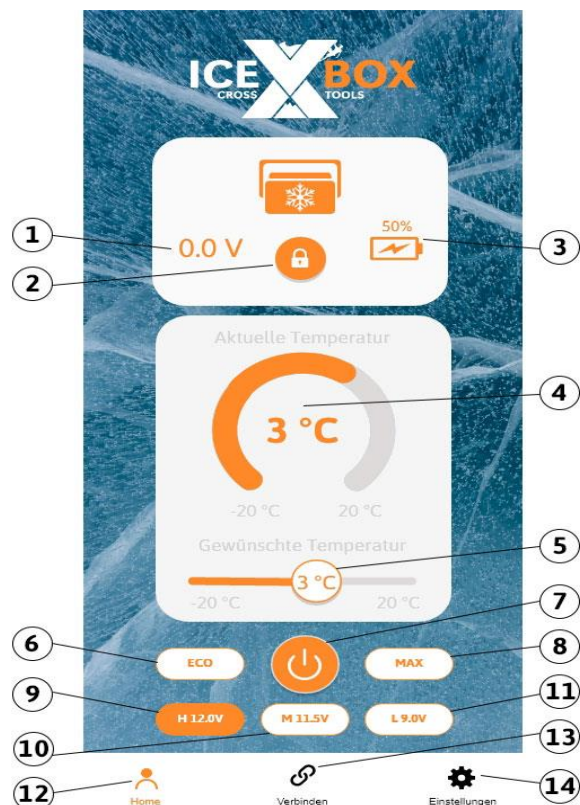 ICE BOX
CROSS TOOLS
1
0.0 V
50%
3
2
Aktuelle Temperatur
4
3 °C
-20 °C 20 °C
Gewünschte Temperatur
5
3 °C
-20 °C 20 °C
7
6
ECO
MAX
8
9
H 12.0V
M 11.5V
L 9.0V
11
10
13
12
14
Home
Verbinden
Einstellungen